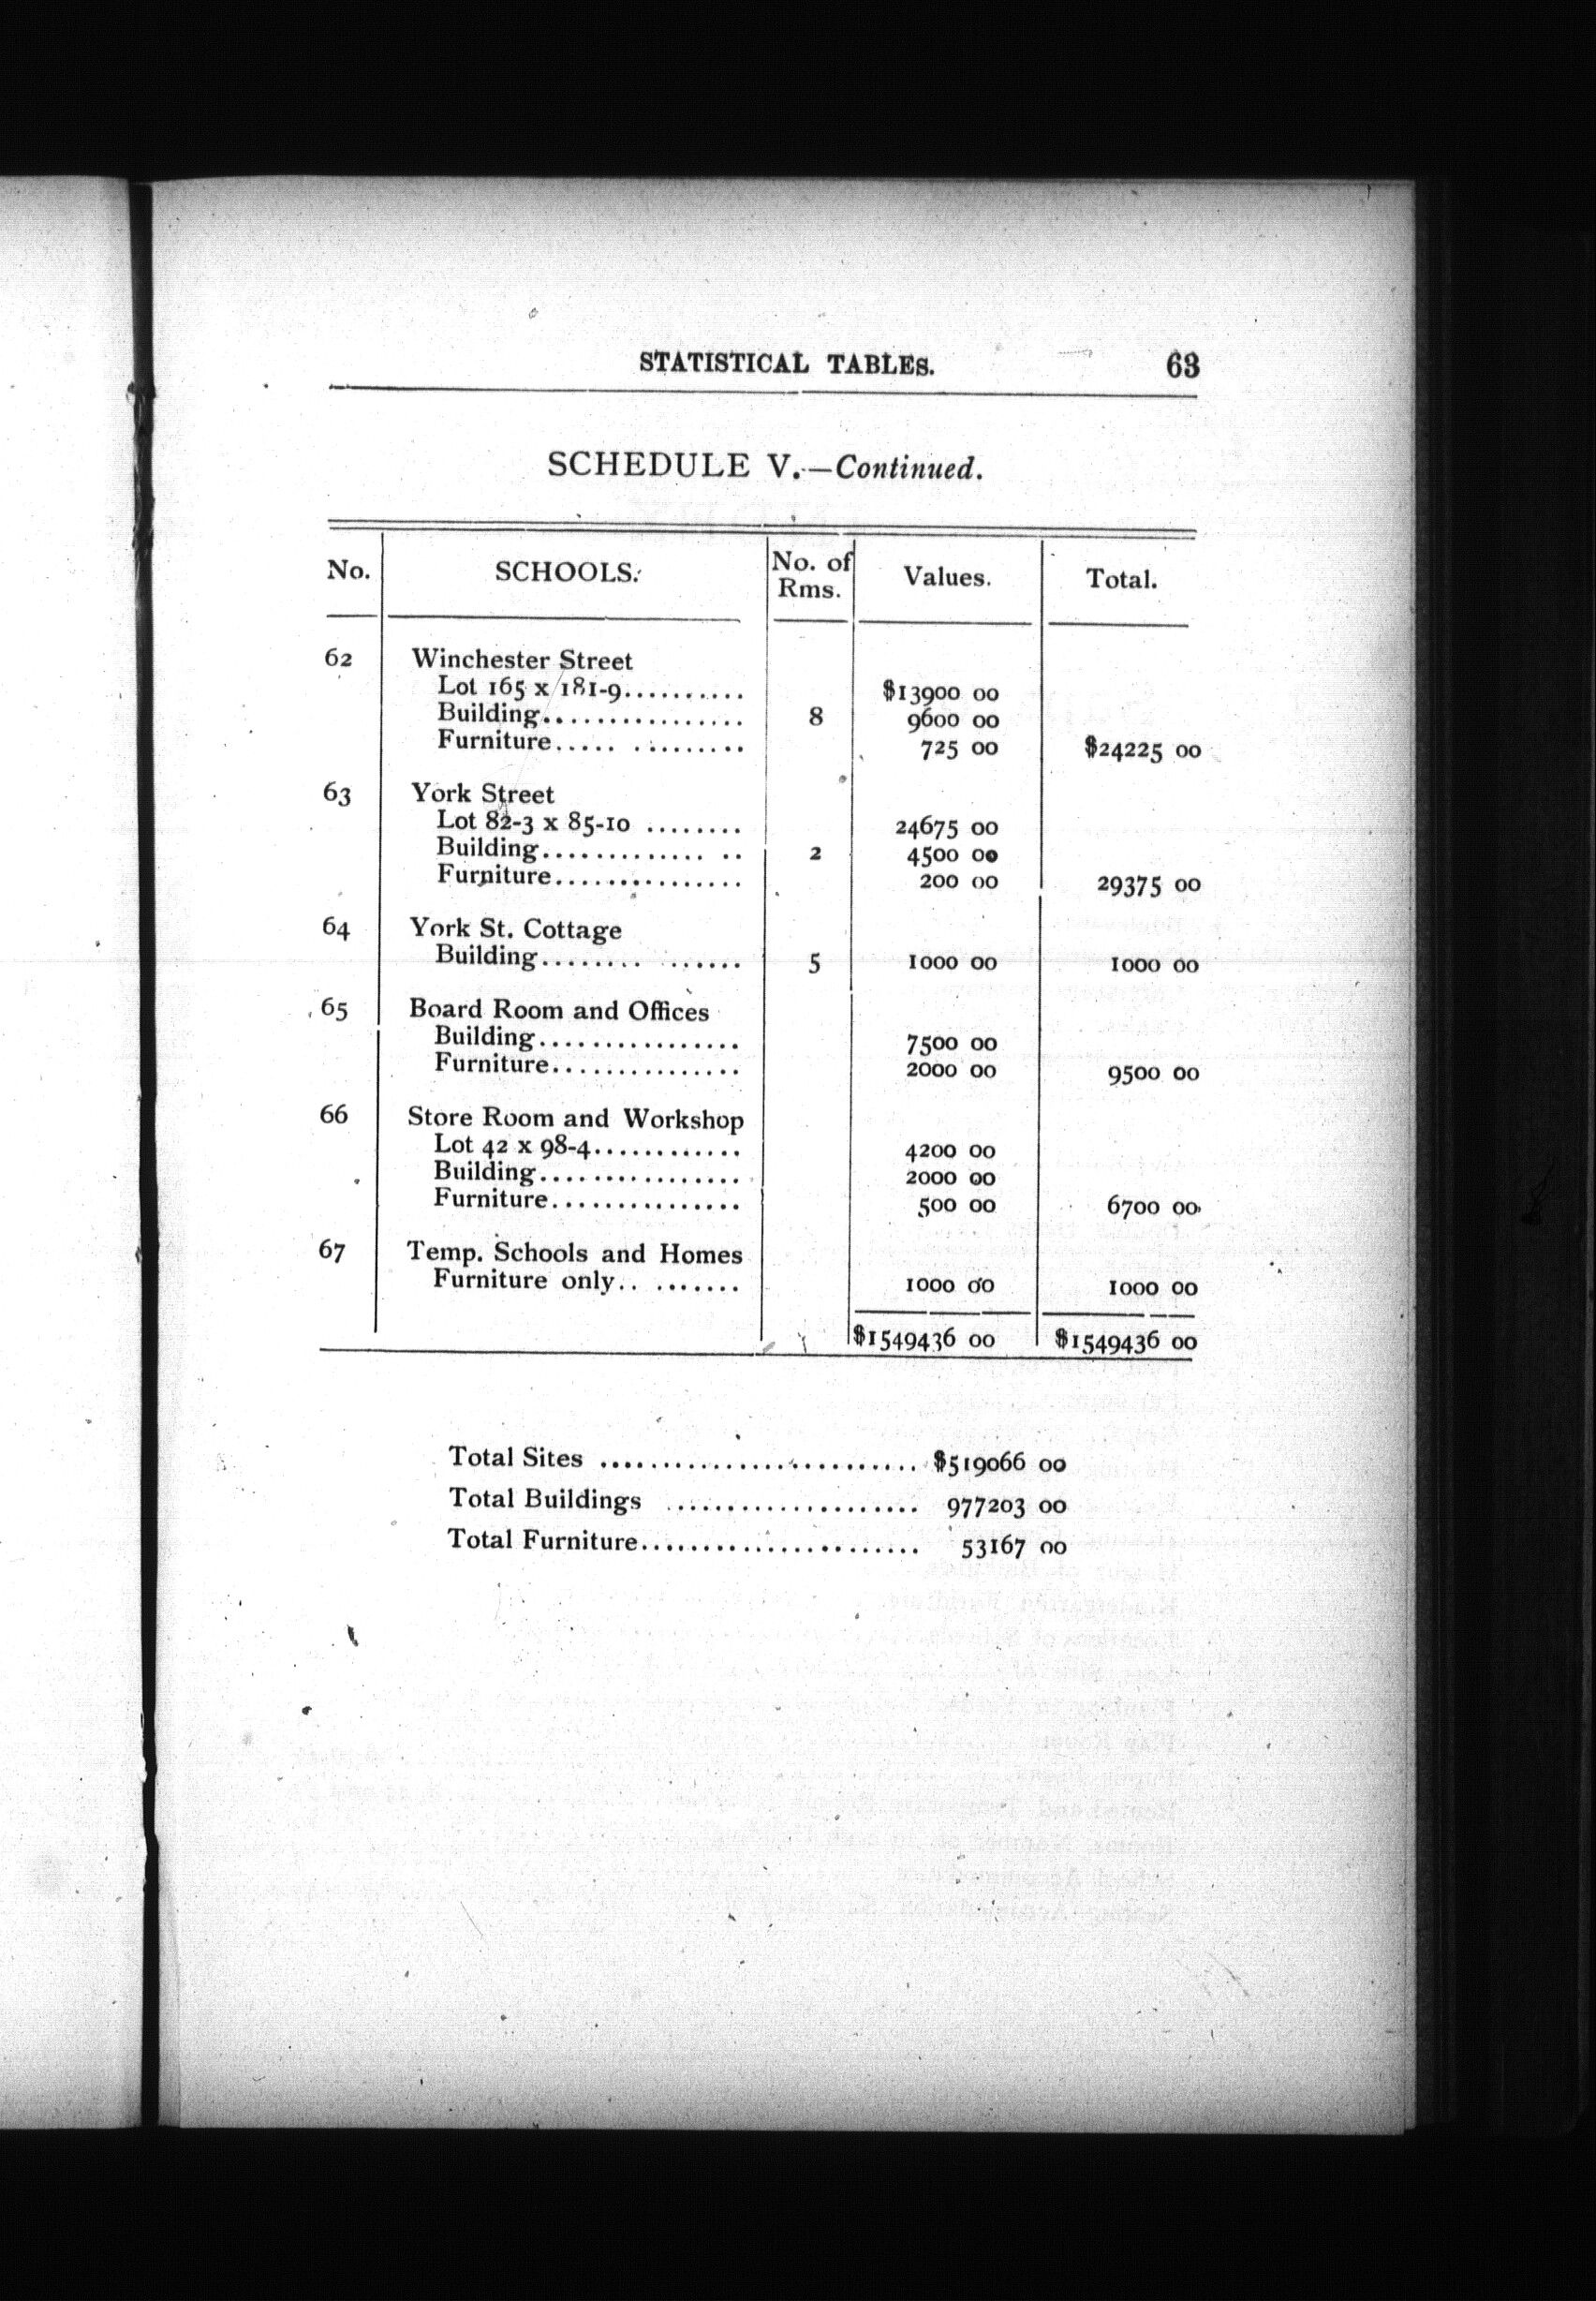 STATISTICAL TABLES. 63
SCHEDULE V.—Continued.
No. SCHOOLS. No. of Rms. Values. Total.
62 Winchester Street
Lot 165 x 181-9.......... $13900 00
Building................ 8 9600 00
Furniture..... ......... 725 00 $24225 00
63 York Street
Lot 82-3 x 85-10 ........ 24675 00
Building............. .. 2 4500 00
Furniture............... 200 00 29375 00
64 York St. Cottage
Building........ ...... 5 1000 00 1000 00
65 Board Room and Offices
Building................ 7500 00
Furniture............... 2000 00 9500 00
66 Store Room and Workshop
Lot 42 x 98-4............ 4200 00
Building................ 2000 00
Furniture............... 500 00 6700 00
67 Temp. Schools and Homes
Furniture only.. ....... 1000 00 1000 00
$1549436 00 $1549436 00
Total Sites ......................... $519066 00
Total Buildings .................... 977203 00
Total Furniture...................... 53167 00